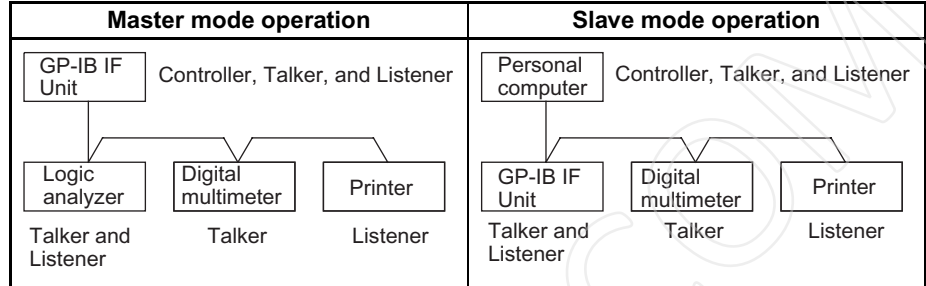 Master mode operation
Slave mode operation
GP-IB IF
Unit
Controller, Talker, and Listener
Logic
analyzer
Digital
multimeter
Printer
Talker and
Listener
Talker
Listener
Personal
computer
Controller, Talker, and Listener
GP-IB IF
Unit
Digital
multimeter
Printer
Talker and
Listener
Talker
Listener
COM